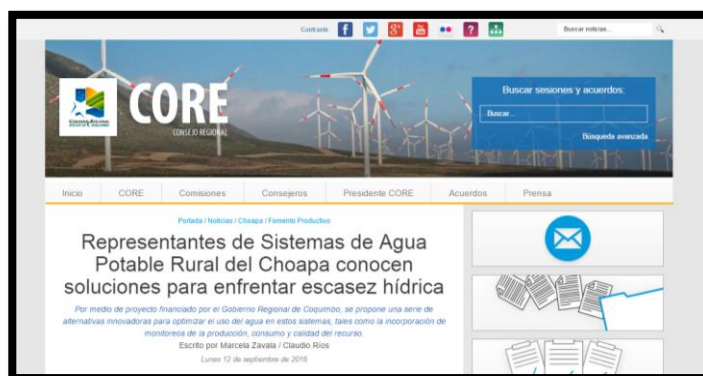 Contraste
Buscar noticias...
CORE
CONSEJO REGIONAL
Buscar sesiones y acuerdos:
Buscar...
Búsqueda avanzada
Inicio CORE Comisiones Consejeros Presidente CORE Acuerdos Prensa
Portada / Noticias / Choapa / Fomento Productivo
Representantes de Sistemas de Agua
Potable Rural del Choapa conocen
soluciones para enfrentar escasez hídrica
Por medio de proyecto financiado por el Gobierno Regional de Coquimbo, se propone una serie de
alternativas innovadoras para optimizar el uso del agua en estos sistemas, tales como la incorporación de
monitoreos de la producción, consumo y calidad del recurso.
Escrito por Marcela Zavala / Claudio Ríos
Lunes 12 de septiembre de 2016